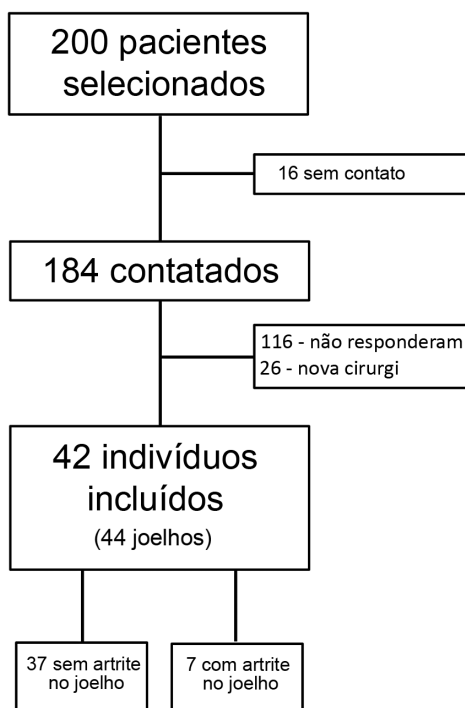 200 pacientes
selecionados
16 sem contato
184 contatados
116 - não responderam
26 - nova cirurgi
42 indivíduos
incluídos
(44 joelhos)
37 sem artrite
no joelho
7 com artrite
no joelho